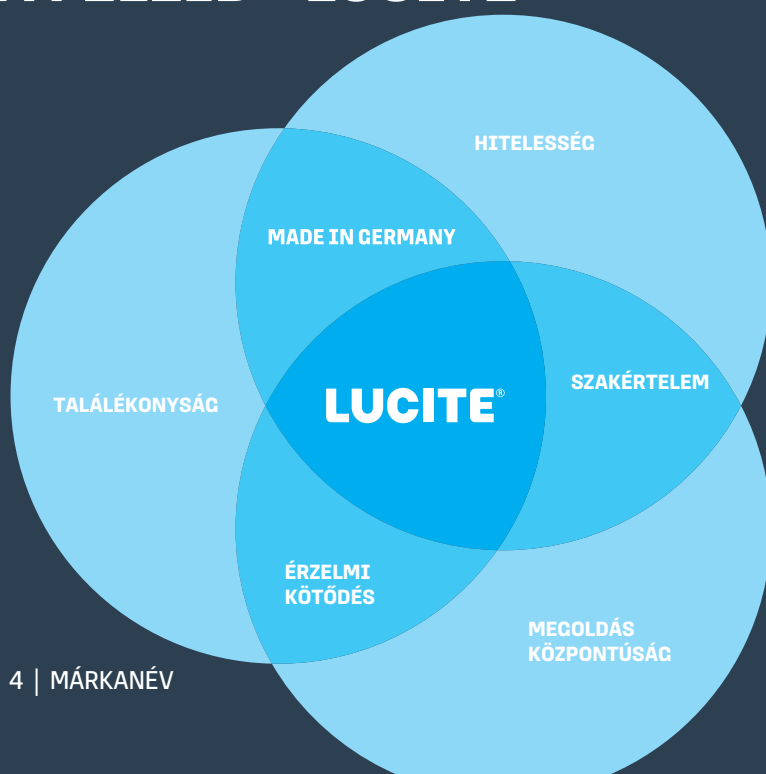 HITELESSÉG
MADE IN GERMANY
SZAKÉRTELEM
TALÁLÉKONYSÁG
LUCITE®
ÉRZELMI
KÖTŐDÉS
MEGOLDÁS
KÖZPONTÚSÁG
4 | MÁRKANÉV